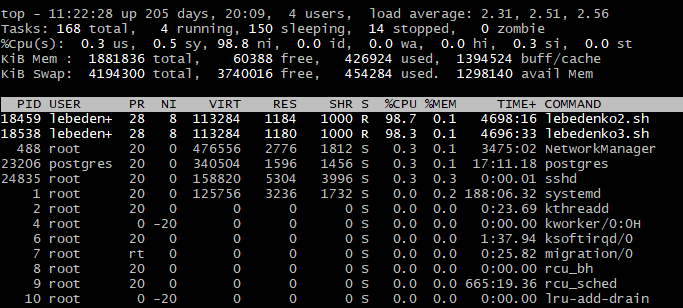 top - 11:22:28 up 205 days, 20:09,  4 users,  load average: 2.31, 2.51, 2.56
Tasks: 168 total,   4 running, 150 sleeping,  14 stopped,   0 zombie
%Cpu(s):  0.3 us,  0.5 sy, 98.8 ni,  0.0 id,  0.0 wa,  0.0 hi,  0.3 si,  0.0 st
KiB Mem :  1881836 total,    60388 free,   426924 used,  1394524 buff/cache
KiB Swap:  4194300 total,  3740016 free,   454284 used.  1298140 avail Mem
PID USER      PR  NI    VIRT    RES    SHR S  %CPU %MEM     TIME+ COMMAND
18459 lebeden+  28   8  113284   1184   1000 R  98.7  0.1   4698:16 lebedenko2.sh
18538 lebeden+  28   8  113284   1180   1000 R  98.3  0.1   4696:33 lebedenko3.sh
488 root      20   0  476556   2776   1812 S   0.3  0.1   3475:02 NetworkManager
23206 postgres  20   0  340504   1596   1456 S   0.3  0.1  17:11.18 postgres
24835 root      20   0  158820   5304   3996 S   0.3  0.3   0:00.01 sshd
1 root      20   0  125756   3236   1732 S   0.0  0.2 188:06.32 systemd
2 root      20   0       0      0      0 S   0.0  0.0   0:23.69 kthreadd
4 root       0 -20       0      0      0 S   0.0  0.0   0:00.00 kworker/0:0H
6 root      20   0       0      0      0 S   0.0  0.0   1:37.94 ksoftirqd/0
7 root      rt   0       0      0      0 S   0.0  0.0   0:25.82 migration/0
8 root      20   0       0      0      0 S   0.0  0.0   0:00.00 rcu_bh
9 root      20   0       0      0      0 S   0.0  0.0 665:19.36 rcu_sched
10 root       0 -20       0      0      0 S   0.0  0.0   0:00.00 lru-add-drain